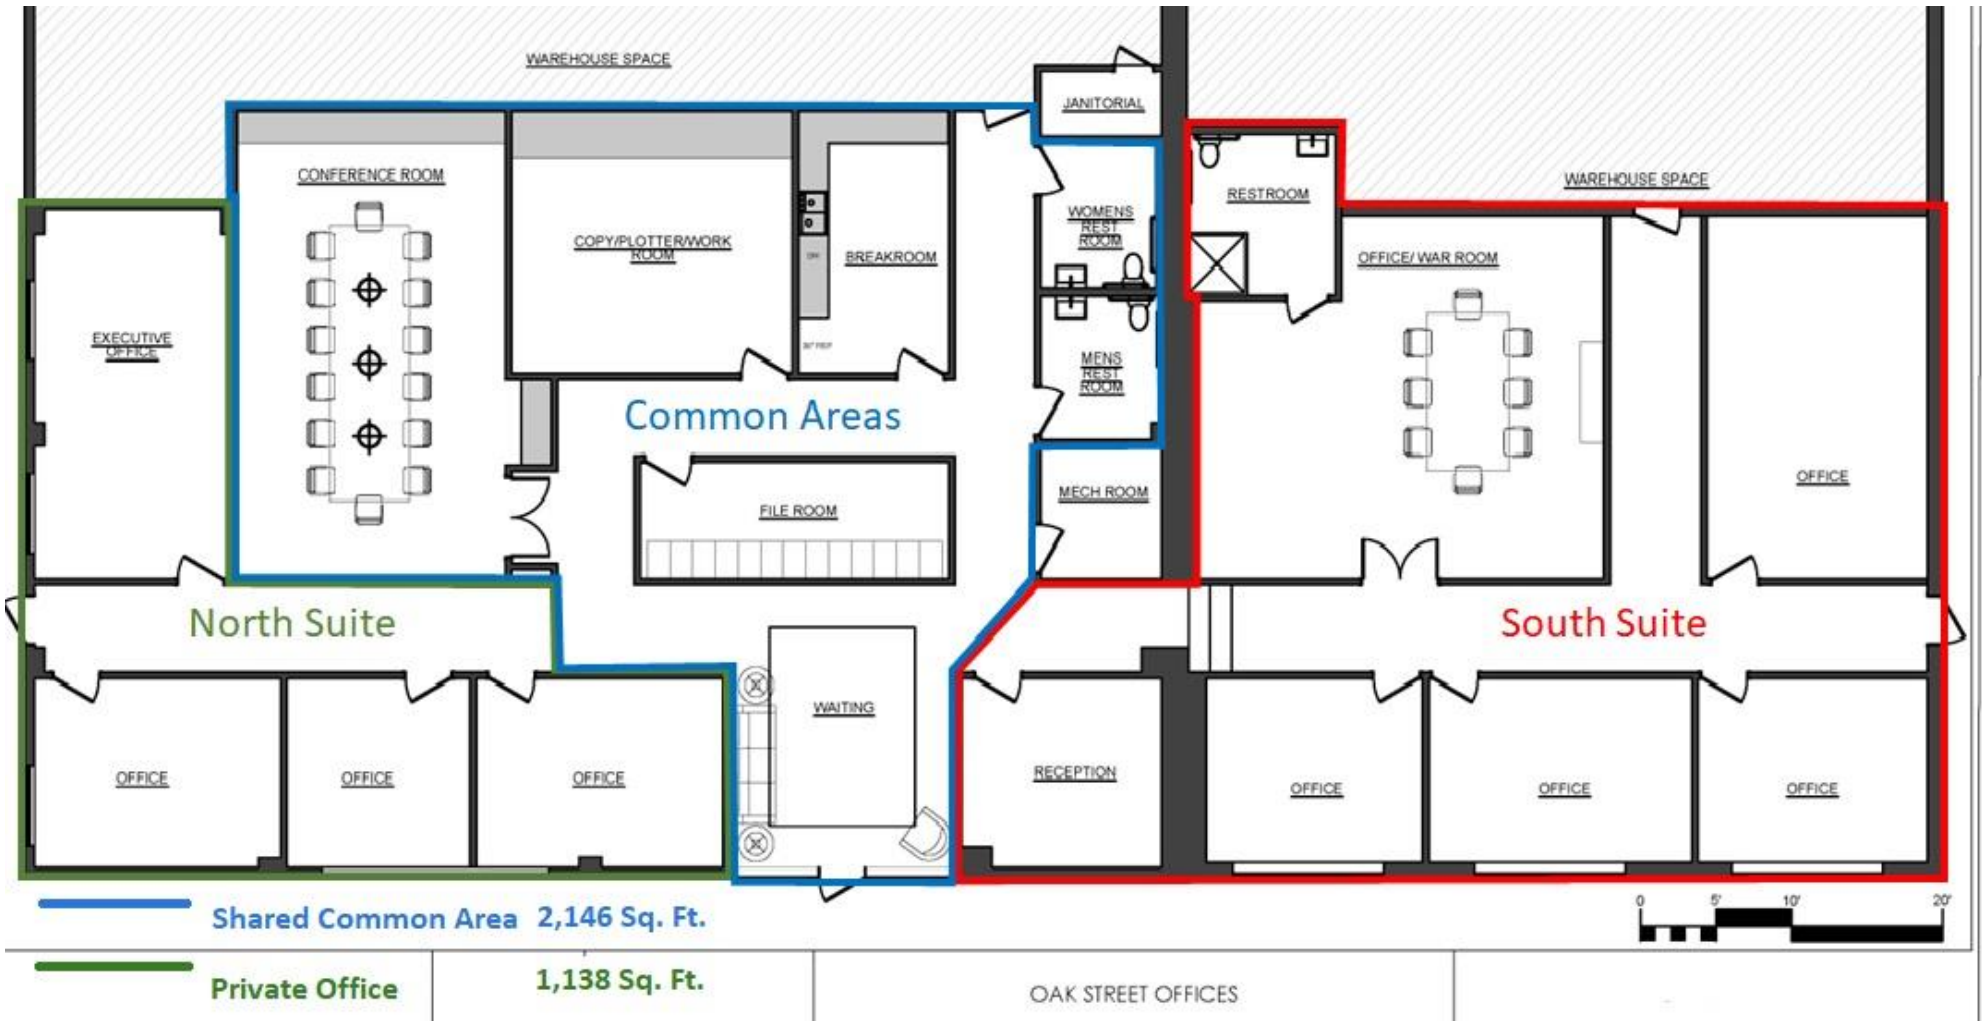 WAREHOUSE SPACE
JANITORIAL
CONFERENCE ROOM
WAREHOUSE SPACE
RESTROOM
WOMENS
REST
ROOM
COPY/PLOTTER/WORK
ROOM
BREAKROOM
OFFICE/ WAR ROOM
EXECUTIVE
OFFICE
36" REF
MENS
REST
ROOM
Common Areas
OFFICE
MECH ROOM
FILE ROOM
North Suite
South Suite
WAITING
RECEPTION
OFFICE
OFFICE
OFFICE
OFFICE
OFFICE
OFFICE
0 5' 10' 20'
Shared Common Area 2,146 Sq. Ft.
Private Office 1,138 Sq. Ft.
OAK STREET OFFICES